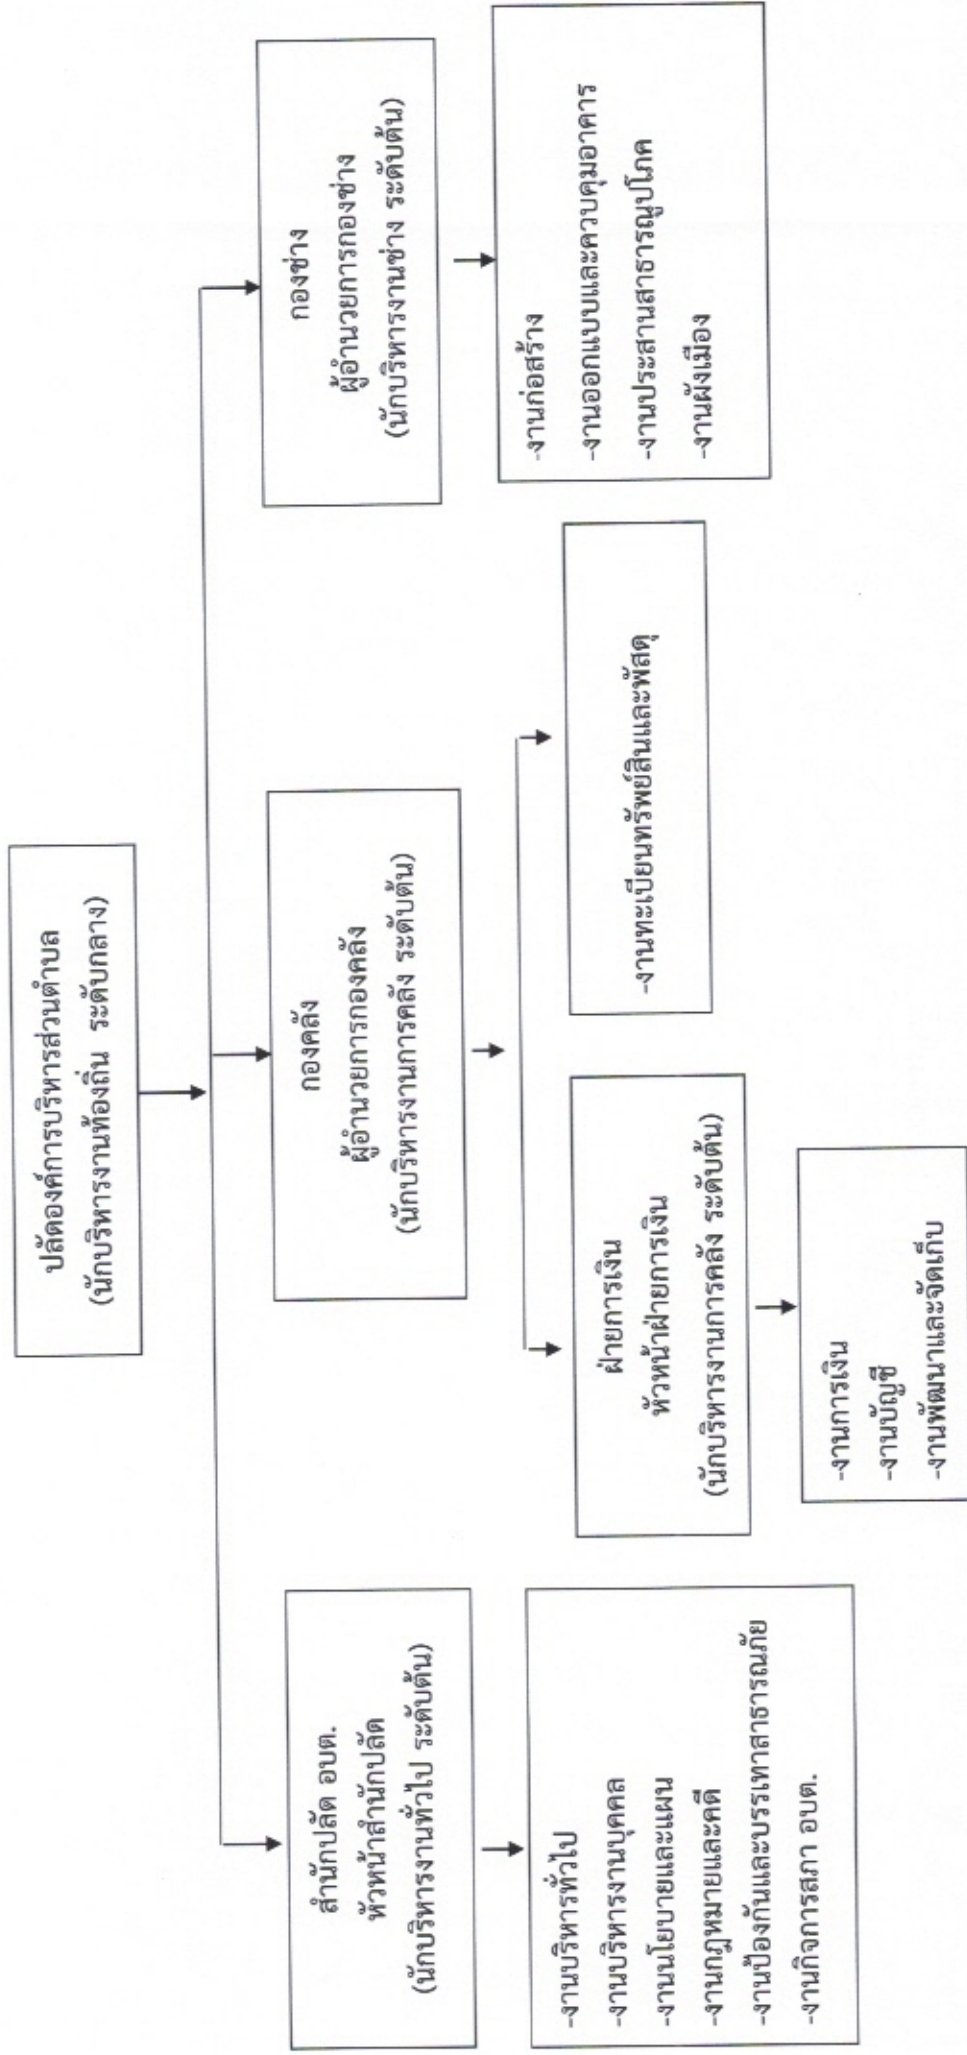 ปลัดองค์การบริหารส่วนตำบล
(นักบริหารงานท้องถิ่น ระดับกลาง)
สำนักปลัด อบต.
หัวหน้าสำนักปลัด
(นักบริหารงานทั่วไป ระดับต้น)
-งานบริหารทั่วไป
-งานบริหารงานบุคคล
-งานนโยบายและแผน
-งานกฎหมายและคดี
-งานป้องกันและบรรเทาสาธารณภัย
-งานกิจการสภา อบต.
กองคลัง
ผู้อำนวยการกองคลัง
(นักบริหารงานการคลัง ระดับต้น)
ฝ่ายการเงิน
หัวหน้าฝ่ายการเงิน
(นักบริหารงานการคลัง ระดับต้น)
-งานการเงิน
-งานบัญชี
-งานพัฒนาและจัดเก็บ
-งานทะเบียนทรัพย์สินและพัสดุ
กองช่าง
ผู้อำนวยการกองช่าง
(นักบริหารงานช่าง ระดับต้น)
-งานก่อสร้าง
-งานออกแบบและควบคุมอาคาร
-งานประสานสาธารณูปโภค
-งานผังเมือง